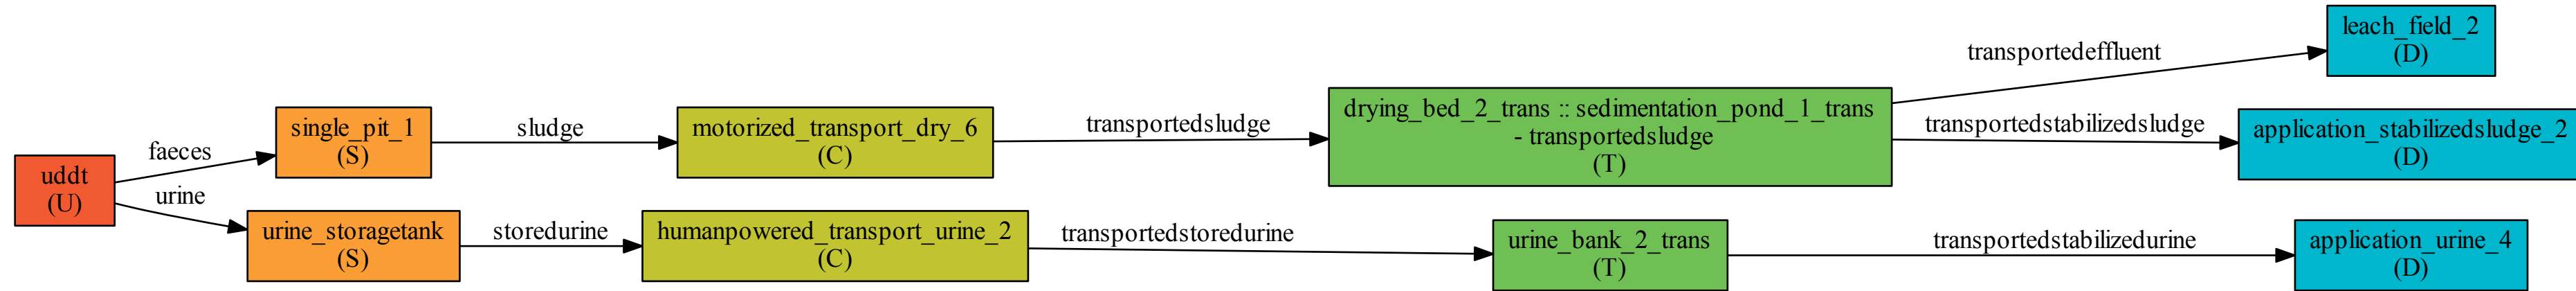 uddt
(U)
faeces
urine
single_pit_1
(S)
urine_storagetank
(S)
sludge
storedurine
motorized_transport_dry_6
(C)
humanpowered_transport_urine_2
(C)
transportedsludge
transportedstoredurine
drying_bed_2_trans :: sedimentation_pond_1_trans
- transportedsludge
(T)
urine_bank_2_trans
(T)
transportedeffluent
transportedstabilizedsludge
transportedstabilizedurine
leach_field_2
(D)
application_stabilizedsludge_2
(D)
application_urine_4
(D)